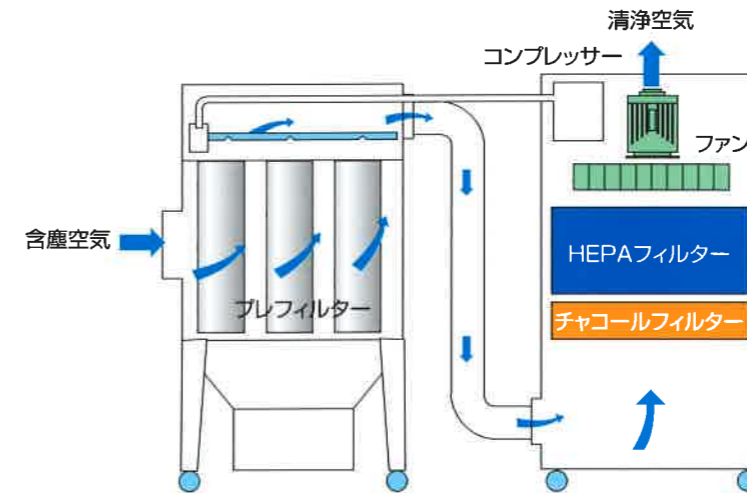 清浄空気
コンプレッサー
ファン
含塵空気
HEPAフィルター
プレフィルター
チャコールフィルター